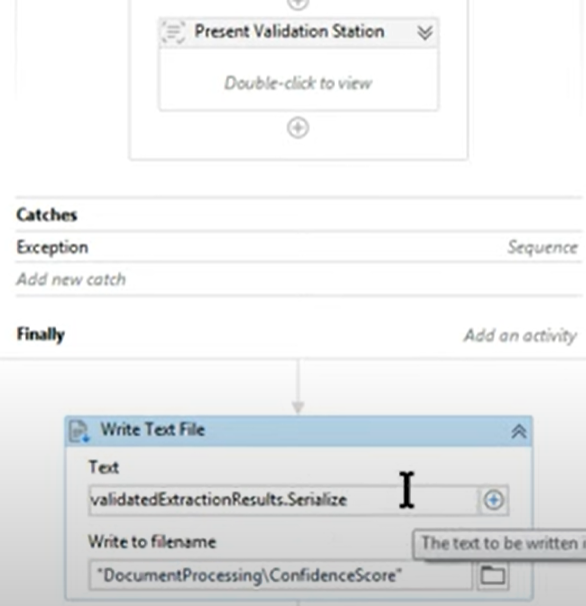 Present Validation Station
Double-click to view
Catches
Exception Sequence
Add new catch
Finally Add an activity
Write Text File
Text
validatedExtractionResults.Serialize
The text to be written
Write to filename
"DocumentProcessing\ConfidenceScore"